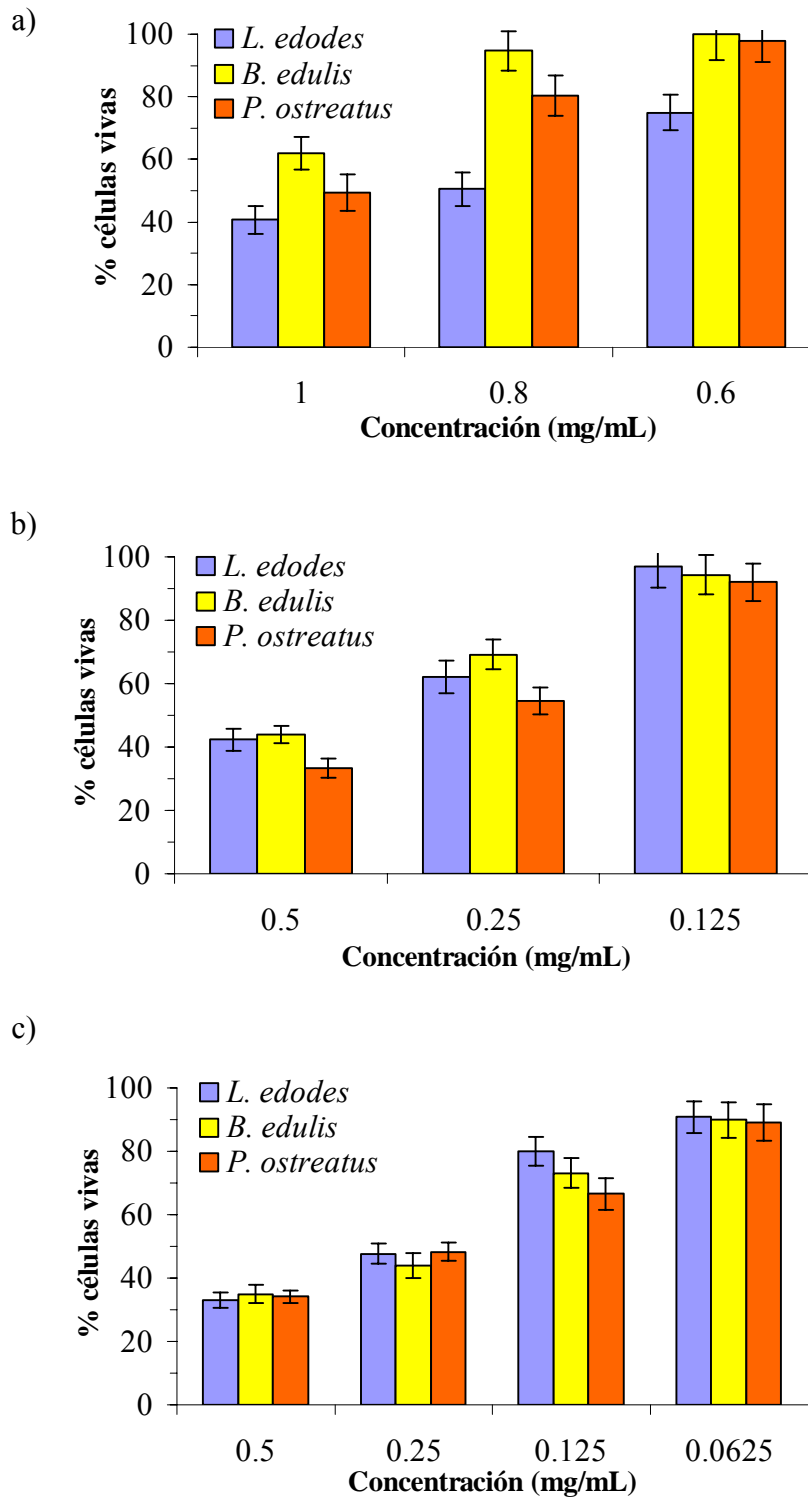 a)
100
80
60
40
20
0
% células vivas
L. edodes
B. edulis
P. ostreatus
1 0.8 0.6
Concentración (mg/mL)
b)
100
80
60
40
20
0
% células vivas
L. edodes
B. edulis
P. ostreatus
0.5 0.25 0.125
Concentración (mg/mL)
c)
100
80
60
40
20
0
% células vivas
L. edodes
B. edulis
P. ostreatus
0.5 0.25 0.125 0.0625
Concentración (mg/mL)